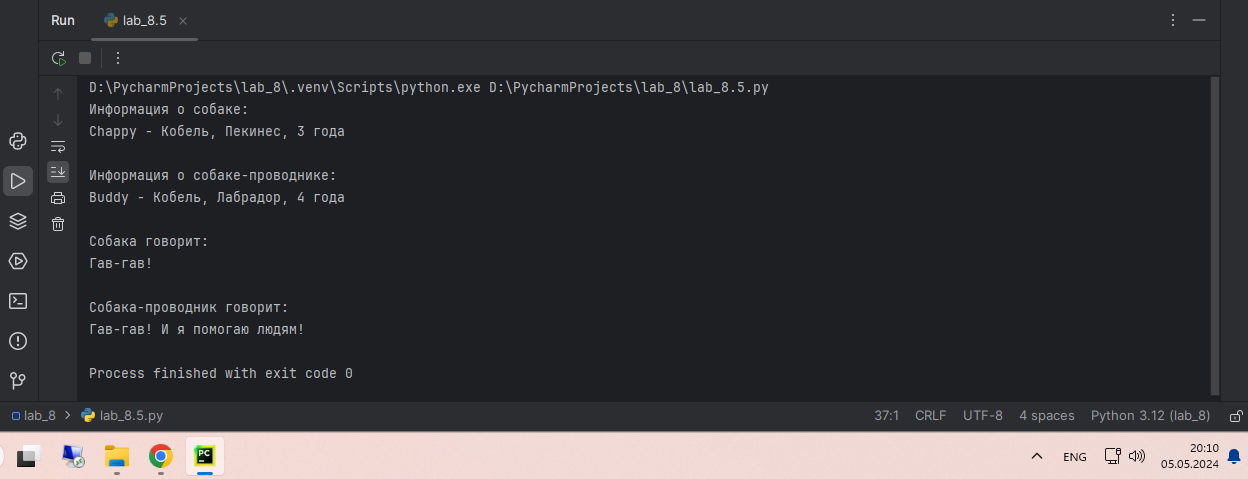 Run lab_8.5
D:\PycharmProjects\lab_8\.venv\Scripts\python.exe D:\PycharmProjects\lab_8\lab_8.5.py
Информация о собаке:
Chappy - Кобель, Пекинес, 3 года
Информация о собаке-проводнике:
Buddy - Кобель, Лабрадор, 4 года
Собака говорит:
Гав-гав!
Собака-проводник говорит:
Гав-гав! И я помогаю людям!
Process finished with exit code 0
lab_8 > lab_8.5.py 37:1 CRLF UTF-8 4 spaces Python 3.12 (lab_8)
PC ENG 20:10
05.05.2024